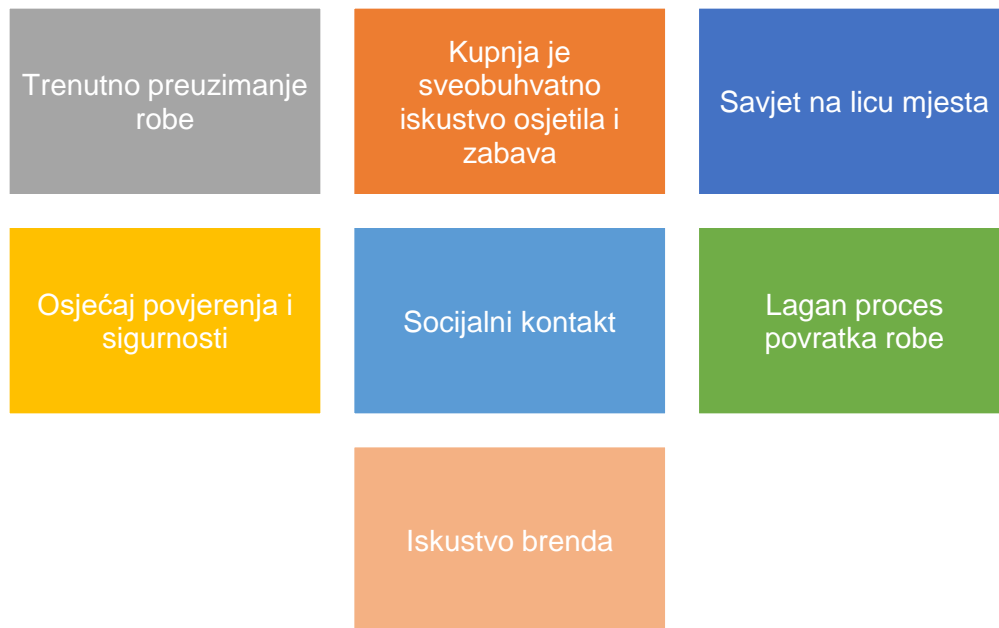 Trenutno preuzimanje
robe
Kupnja je
sveobuhvatno
iskustvo osjetila i
zabava
Savjet na licu mjesta
Osjećaj povjerenja i
sigurnosti
Socijalni kontakt
Lagan proces
povratka robe
Iskustvo brenda